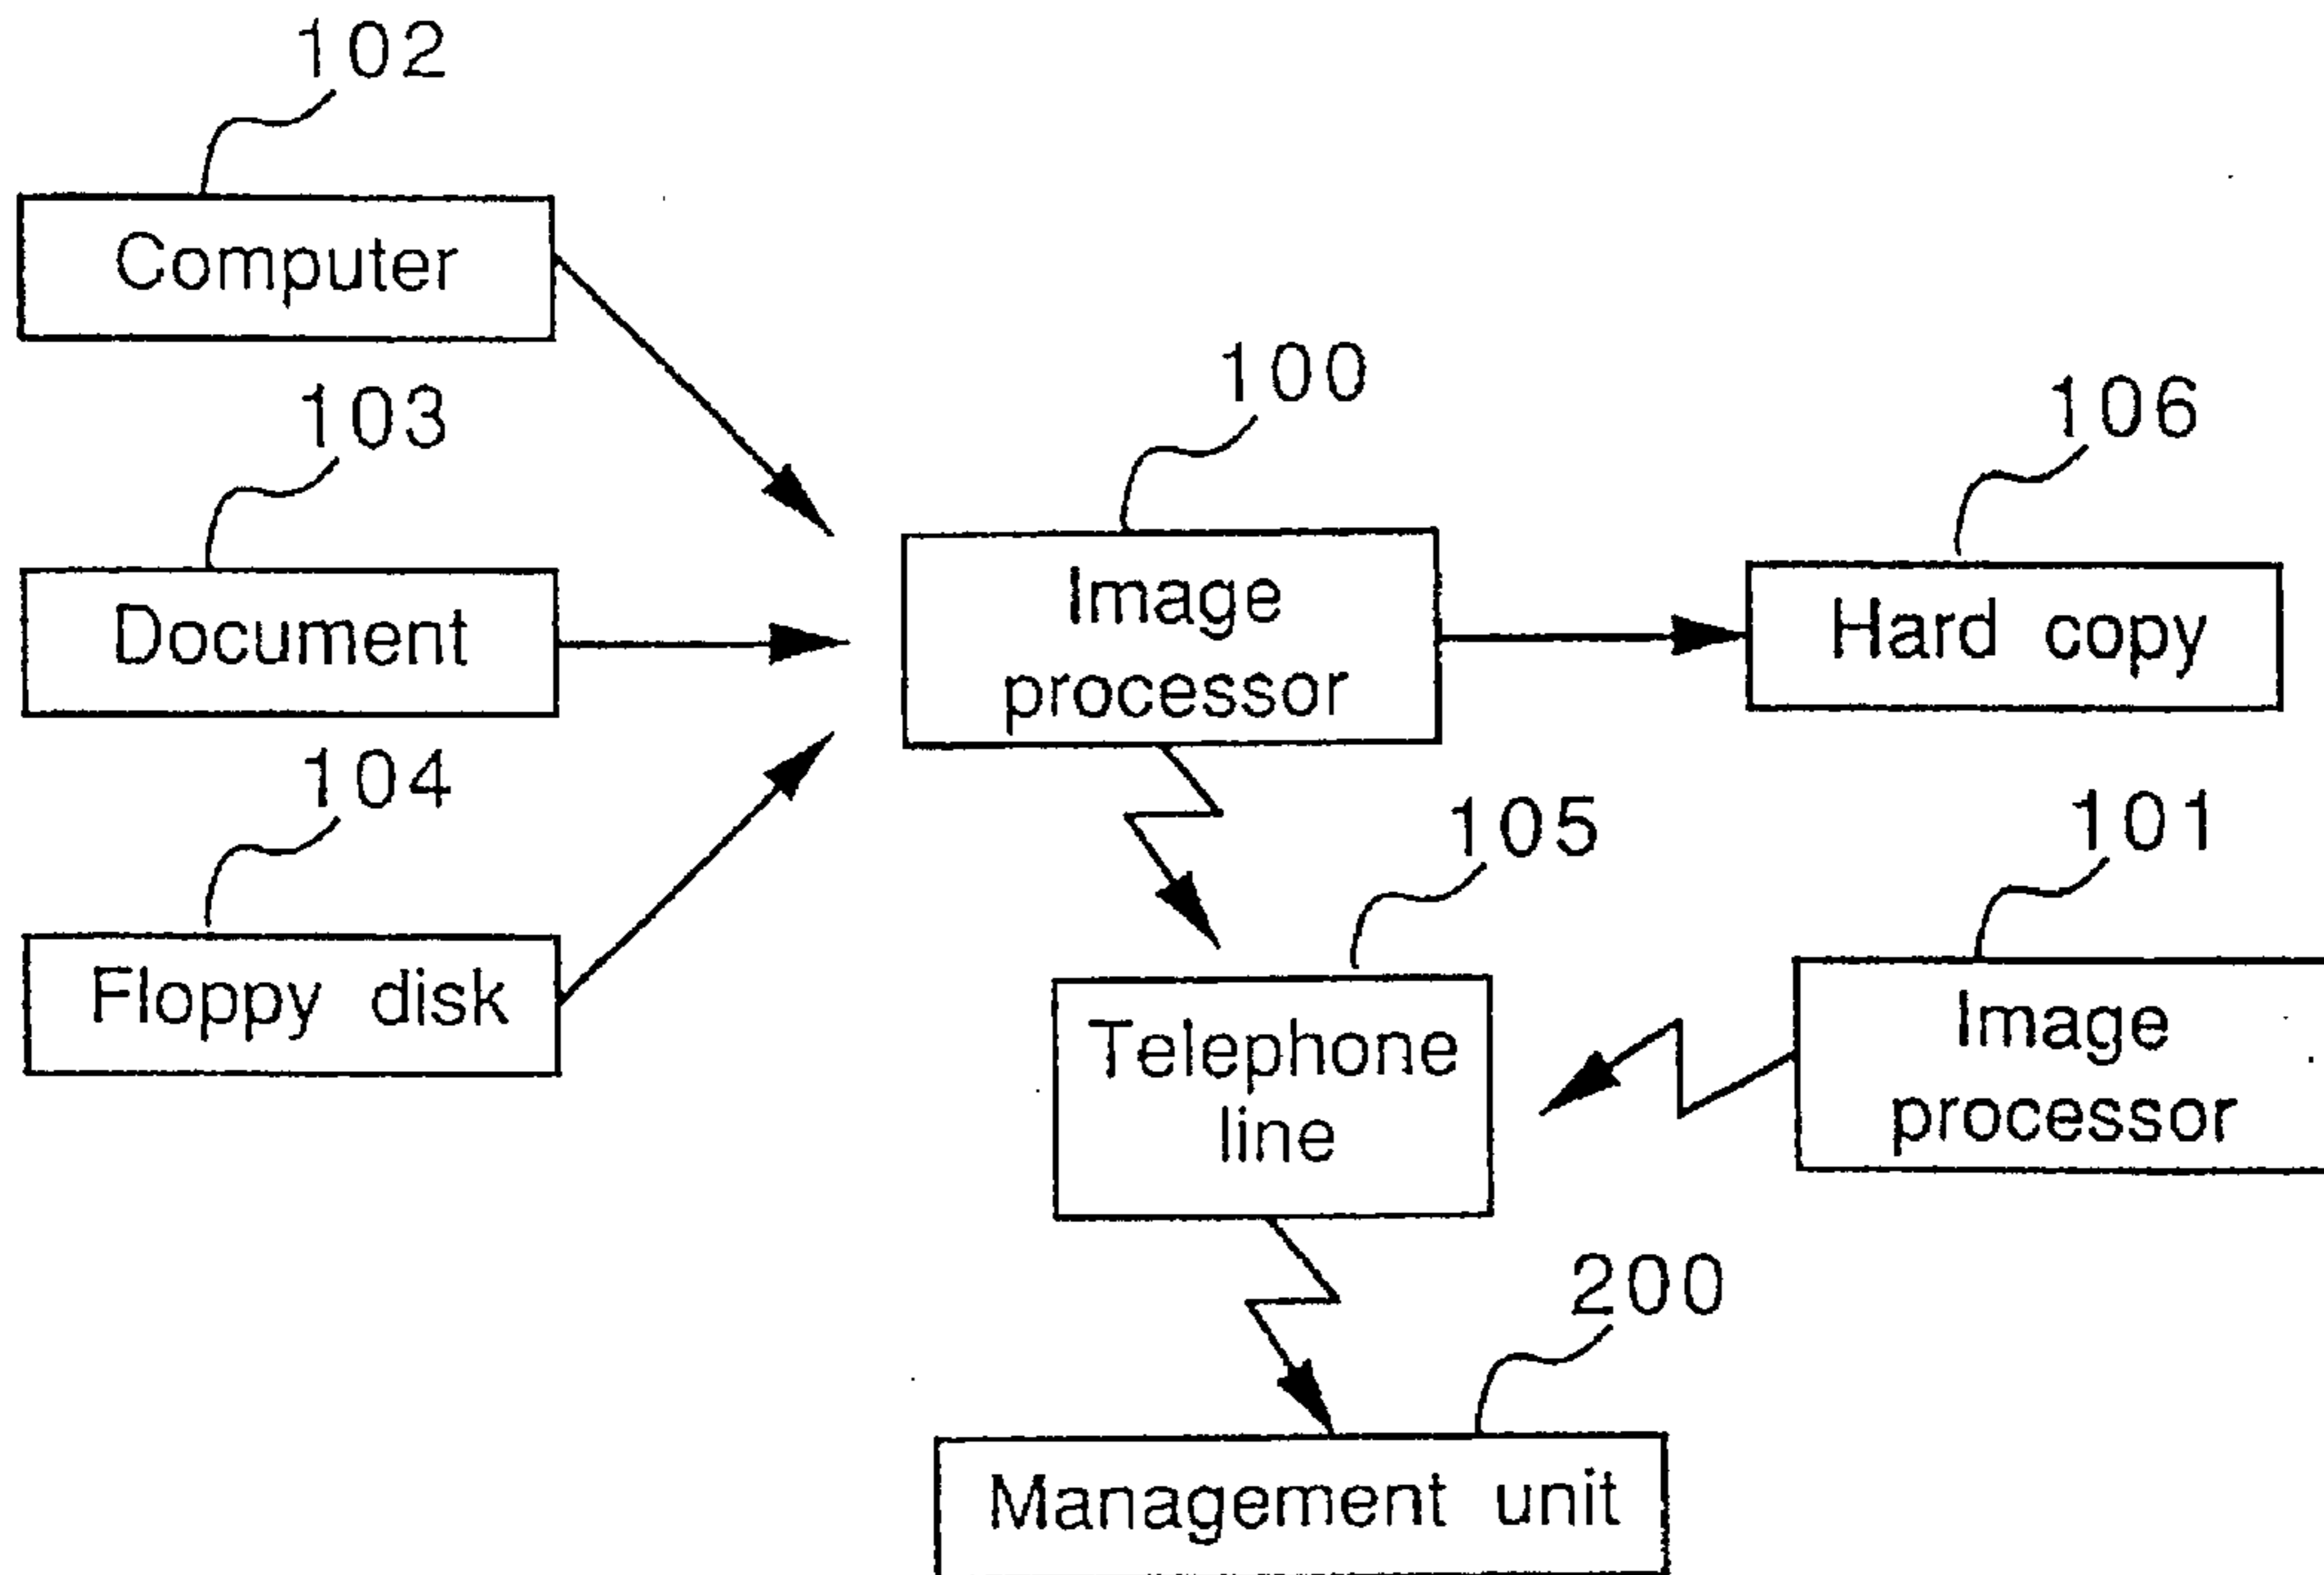 102
Computer
103
Document
104
Floppy disk
100
Image
processor
106
Hard copy
105
Telephone
line
101
Image
processor
200
Management unit